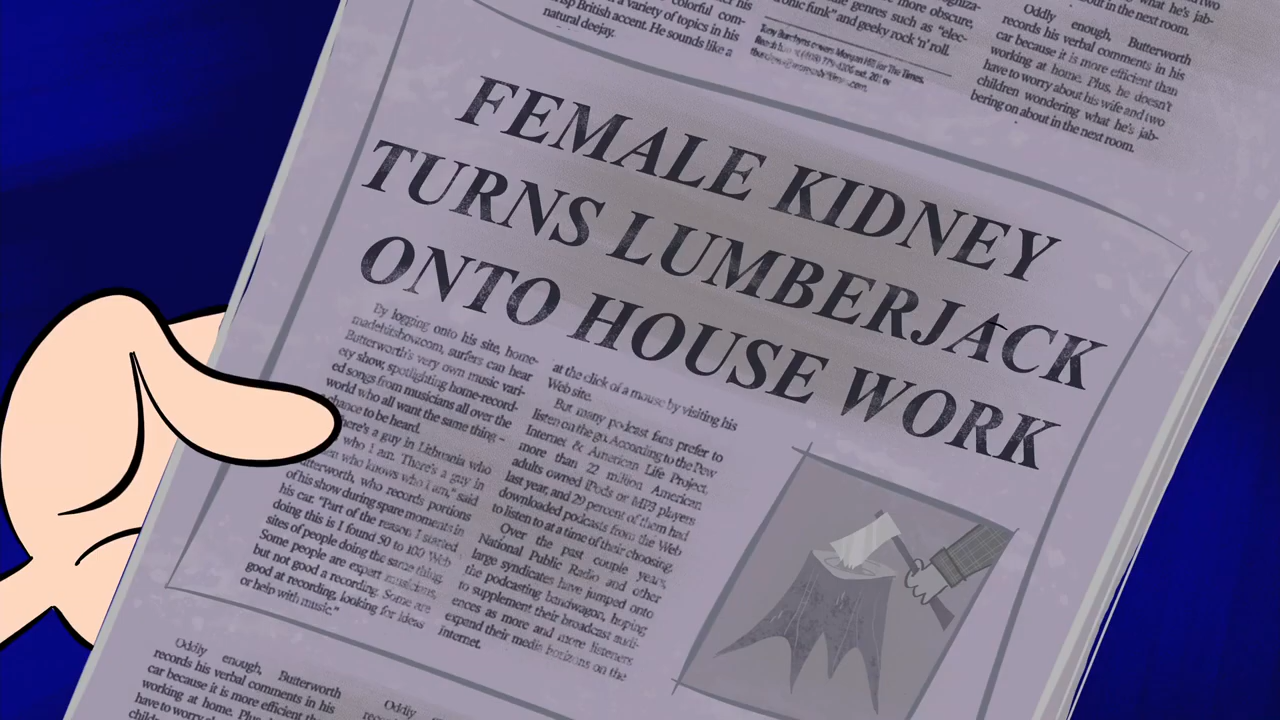 colorful com-
a variety of topics in his
crisp British accent. He sounds like a
natural deejay.
more obscure,
genres such as "elec-
tronic funk" and geeky rock 'n' roll.
Oddly enough, Butterworth
records his verbal comments in his
car because it is more efficient than
working at home. Plus, he doesn't
have to worry about his wife and two
children wondering what he's jab-
bering on about in the next room.
FEMALE KIDNEY
TURNS LUMBERJACK
ONTO HOUSE WORK
By logging onto his site, home-
madehitshow.com, surfers can hear
Butterworth's very own music vari-
ety show, spotlighting home-record-
ed songs from musicians all over the
world who all want the same thing –
chance to be heard.
here's a guy in Lithuania who
who I am. There's a guy in
who knows who I am," said
Butterworth, who records portions
of his show during spare moments in
his car. "Part of the reason I started
doing this is I found 50 to 100 Web
sites of people doing the same thing.
Some people are expert musicians,
but not good a recording. Some are
good at recording, looking for ideas
or help with music."
at the click of a mouse by visiting his
Web site.
But many podcast fans prefer to
listen on the go. According to the Pew
Internet & American Life Project,
more than 22 million American
adults owned iPods or MP3 players
last year, and 29 percent of them had
downloaded podcasts from the Web
to listen to at a time of their choosing.
Over the past couple years,
National Public Radio and other
large syndicates have jumped onto
the podcasting bandwagon, hoping
to supplement their broadcast audi-
ences as more and more listeners
expand their media horizons on the
internet.
Oddly enough, Butterworth
records his verbal comments in his
car because it is more efficient than
working at home. Plus,
have to worry about
Oddly